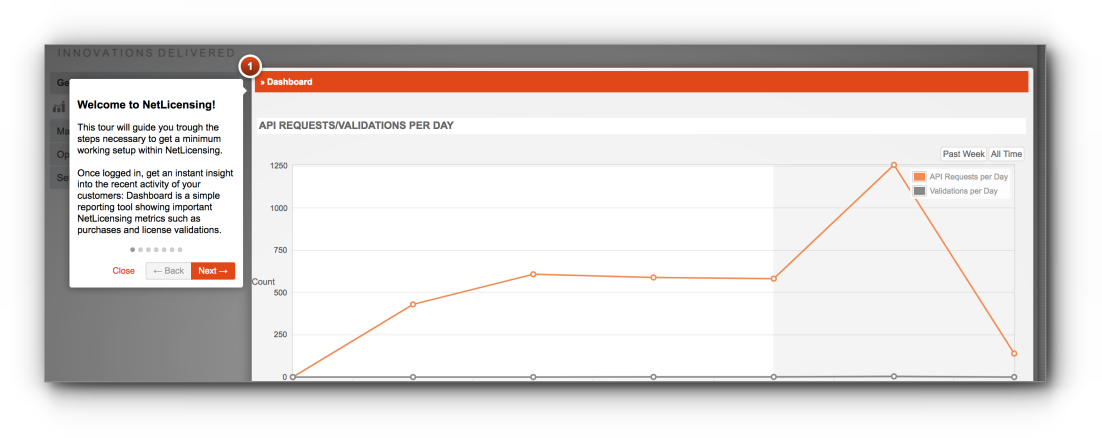 INNOVATIONS DELIVERED
1
» Dashboard
Ge
Ma
Op
Se
Welcome to NetLicensing!
This tour will guide you trough the
steps necessary to get a minimum
working setup within NetLicensing.
Once logged in, get an instant insight
into the recent activity of your
customers: Dashboard is a simple
reporting tool showing important
NetLicensing metrics such as
purchases and license validations.
Close
← Back
Next →
API REQUESTS/VALIDATIONS PER DAY
Past Week
All Time
API Requests per Day
Validations per Day
1250
1000
750
Count
500
250
0